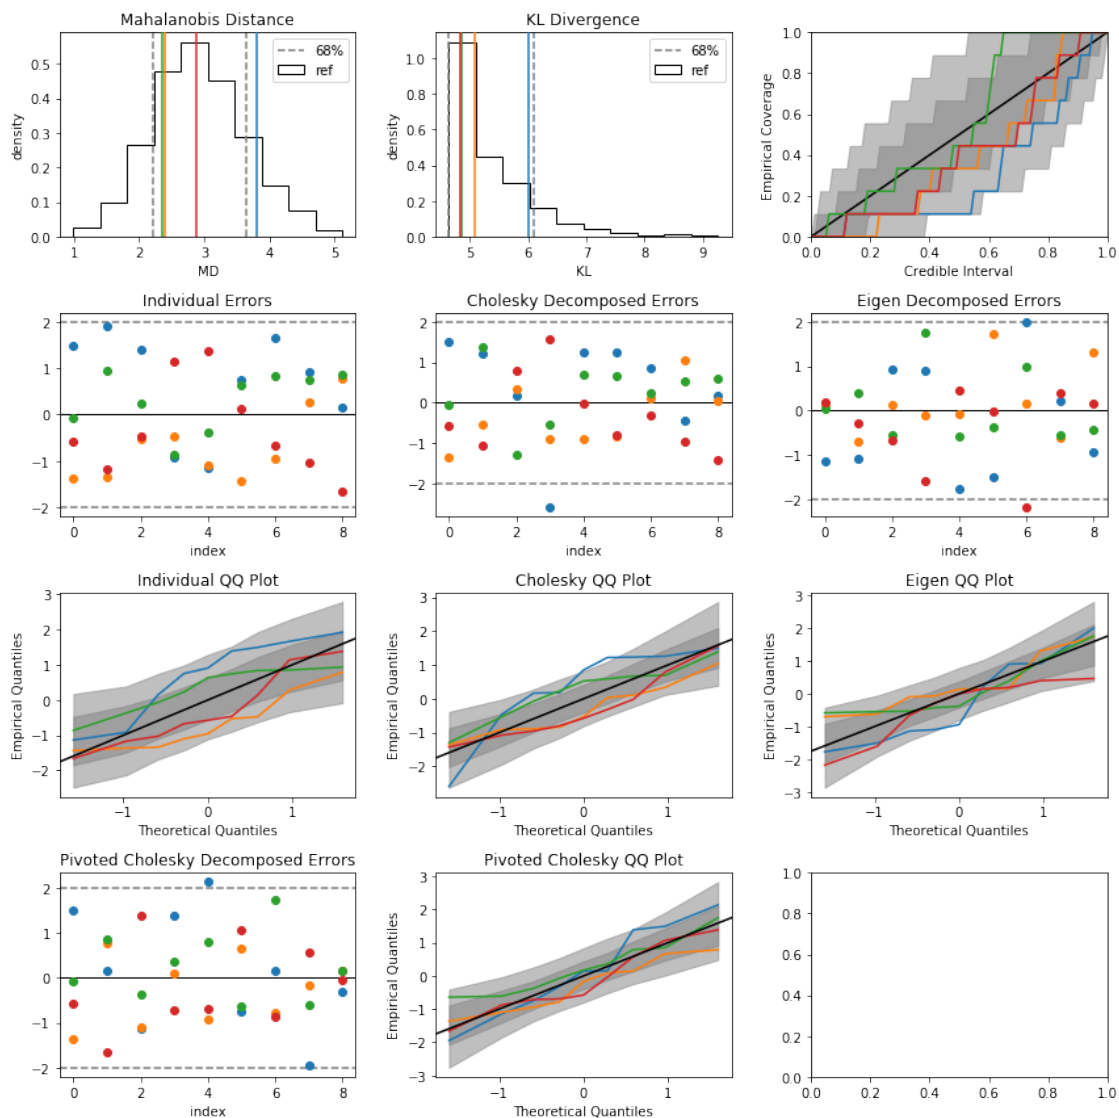 Mahalanobis Distance
68%
ref
density
0.5
0.4
0.3
0.2
0.1
0.0
1 2 3 4 5
MD
KL Divergence
68%
ref
density
1.0
0.8
0.6
0.4
0.2
0.0
5 6 7 8 9
KL
Empirical Coverage
1.0
0.8
0.6
0.4
0.2
0.0
0.0 0.2 0.4 0.6 0.8 1.0
Credible Interval
Individual Errors
2
1
0
−1
−2
0 2 4 6 8
index
Cholesky Decomposed Errors
2
1
0
−1
−2
0 2 4 6 8
index
Eigen Decomposed Errors
2
1
0
−1
−2
0 2 4 6 8
index
Individual QQ Plot
Empirical Quantiles
3
2
1
0
−1
−2
−1 0 1
Theoretical Quantiles
Cholesky QQ Plot
Empirical Quantiles
3
2
1
0
−1
−2
−1 0 1
Theoretical Quantiles
Eigen QQ Plot
Empirical Quantiles
3
2
1
0
−1
−2
−3
−1 0 1
Theoretical Quantiles
Pivoted Cholesky Decomposed Errors
2
1
0
−1
−2
0 2 4 6 8
index
Pivoted Cholesky QQ Plot
Empirical Quantiles
3
2
1
0
−1
−2
−3
−1 0 1
Theoretical Quantiles
1.0
0.8
0.6
0.4
0.2
0.0
0.0 0.2 0.4 0.6 0.8 1.0